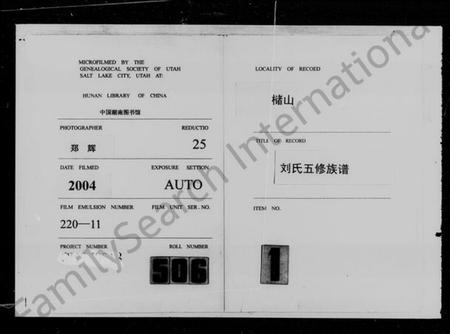 MICROFILMED BY THE
GENEALOGICAL SOCIETY OF UTAH
SALT LAKE CITY, UTAH AT:
HUNAN LIBRARY OF CHINA
中国湖南图书馆
PHOTOGRAPHER
REDUCTIO
郑辉
25
DATE FILMED
EXPOSURE SETTION
2004
AUTO
FILM EMULSION NUMBER
FILM UNIT SER. NO.
220—11
PROJECT NUMBER
ROLL NUMBER
506
LOCALITY OF RECOED
槠山
TITLE OF RECORD
刘氏五修族谱
ITEM NO.
1
FamilySearch International